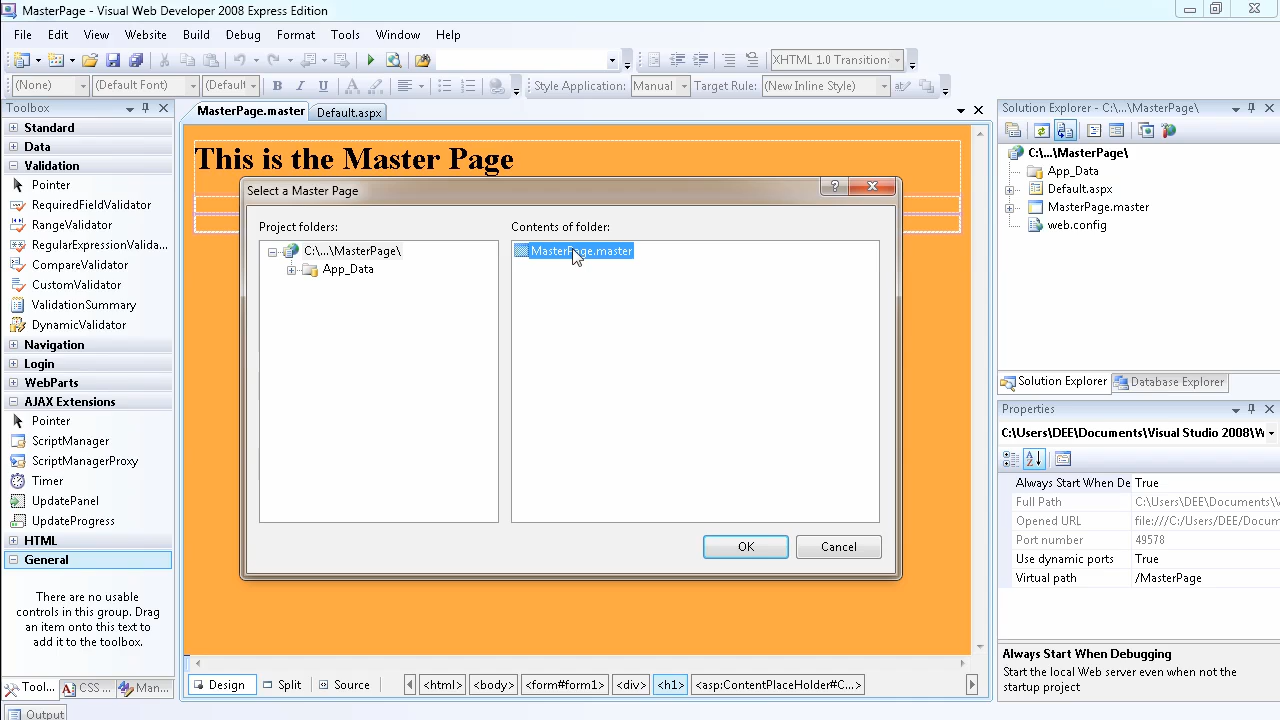 MasterPage - Visual Web Developer 2008 Express Edition
File Edit View Website Build Debug Format Tools Window Help
XHTML 1.0 Transition:
(None) (Default Font) (Default B I U A Style Application: Manual Target Rule: (New Inline Style)
Toolbox
Standard
Data
Validation
Pointer
RequiredFieldValidator
RangeValidator
RegularExpressionValida...
CompareValidator
CustomValidator
ValidationSummary
DynamicValidator
Navigation
Login
WebParts
AJAX Extensions
Pointer
ScriptManager
ScriptManagerProxy
Timer
UpdatePanel
UpdateProgress
HTML
General
There are no usable
controls in this group. Drag
an item onto this text to
add it to the toolbox.
Tool... CSS ... Man...
Output
MasterPage.master Default.aspx
This is the Master Page
Select a Master Page
Project folders:
C:\...\MasterPage\
App_Data
Contents of folder:
MasterPage.master
OK Cancel
Design Split Source <html> <body> <form#form1> <div> <h1> <p:ContentPlaceHolder#C...>
Solution Explorer - C:\...\MasterPage\
C:\...\MasterPage\
App_Data
Default.aspx
MasterPage.master
web.config
Solution Explorer Database Explorer
Properties
C:\Users\DEE\Documents\Visual Studio 2008\W
Always Start When De True
Full Path C:\Users\DEE\Documents\V
Opened URL file:///C:/Users/DEE/Docum
Port number 49578
Use dynamic ports True
Virtual path /MasterPage
Always Start When Debugging
Start the local Web server even when not the
startup project